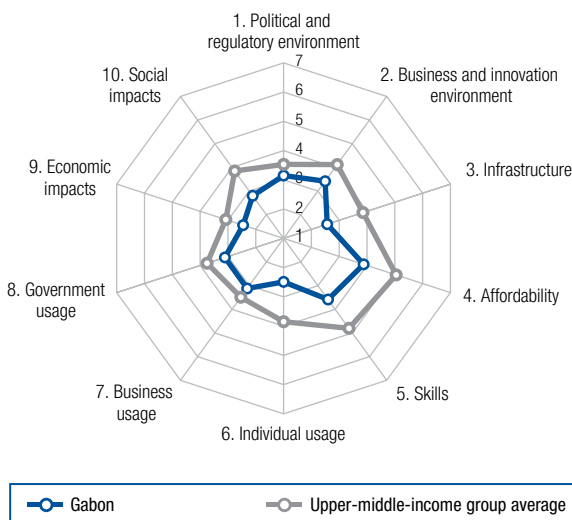 1. Political and
regulatory environment
2. Business and innovation
environment
3. Infrastructure
4. Affordability
5. Skills
6. Individual usage
7. Business
usage
8. Government
usage
9. Economic
impacts
10. Social
impacts
7
6
5
4
3
2
1
Gabon
Upper-middle-income group average